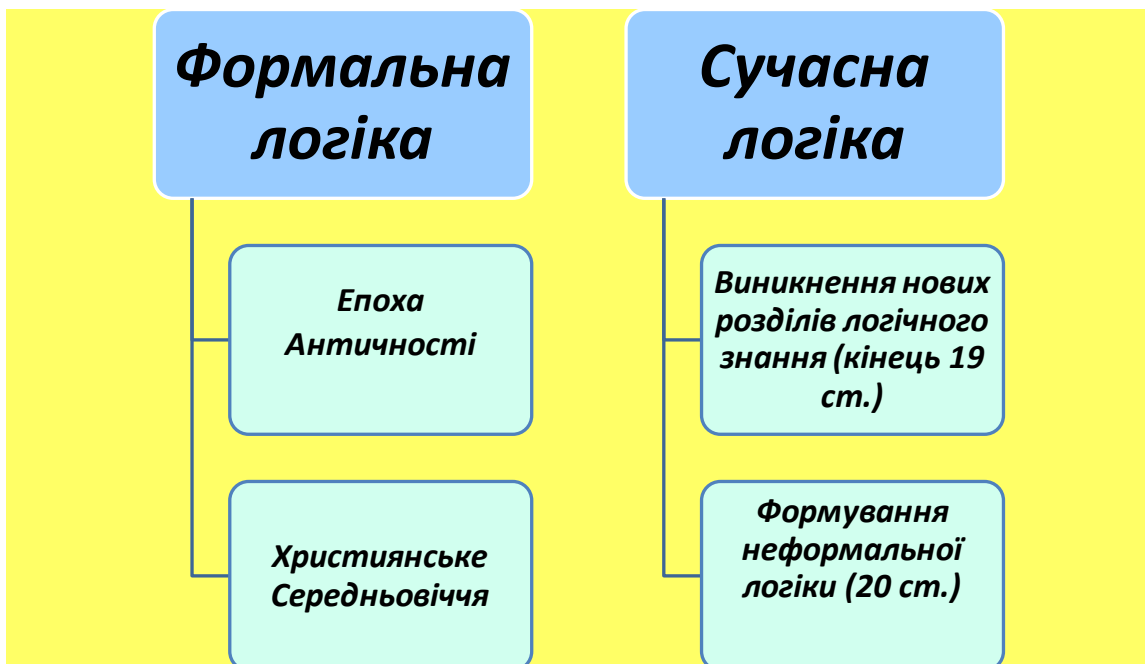 Формальна
логіка
Епоха
Античності
Християнське
Середньовіччя
Сучасна
логіка
Виникнення нових
розділів логічного
знання (кінець 19
ст.)
Формування
неформальної
логіки (20 ст.)